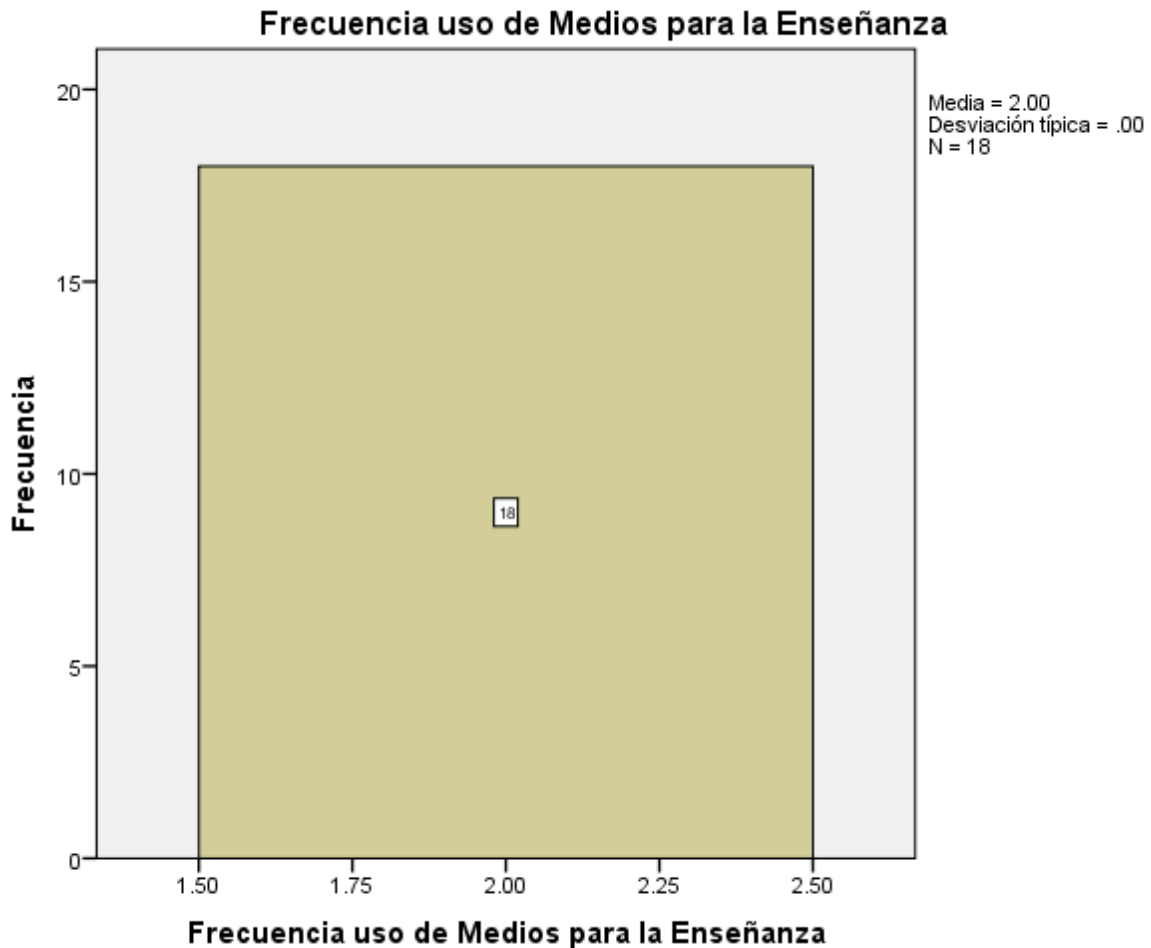 Frecuencia uso de Medios para la Enseñanza
Media = 2.00
Desviación típica = .00
N = 18
Frecuencia
20
15
10
5
0
18
1.50 1.75 2.00 2.25 2.50
Frecuencia uso de Medios para la Enseñanza